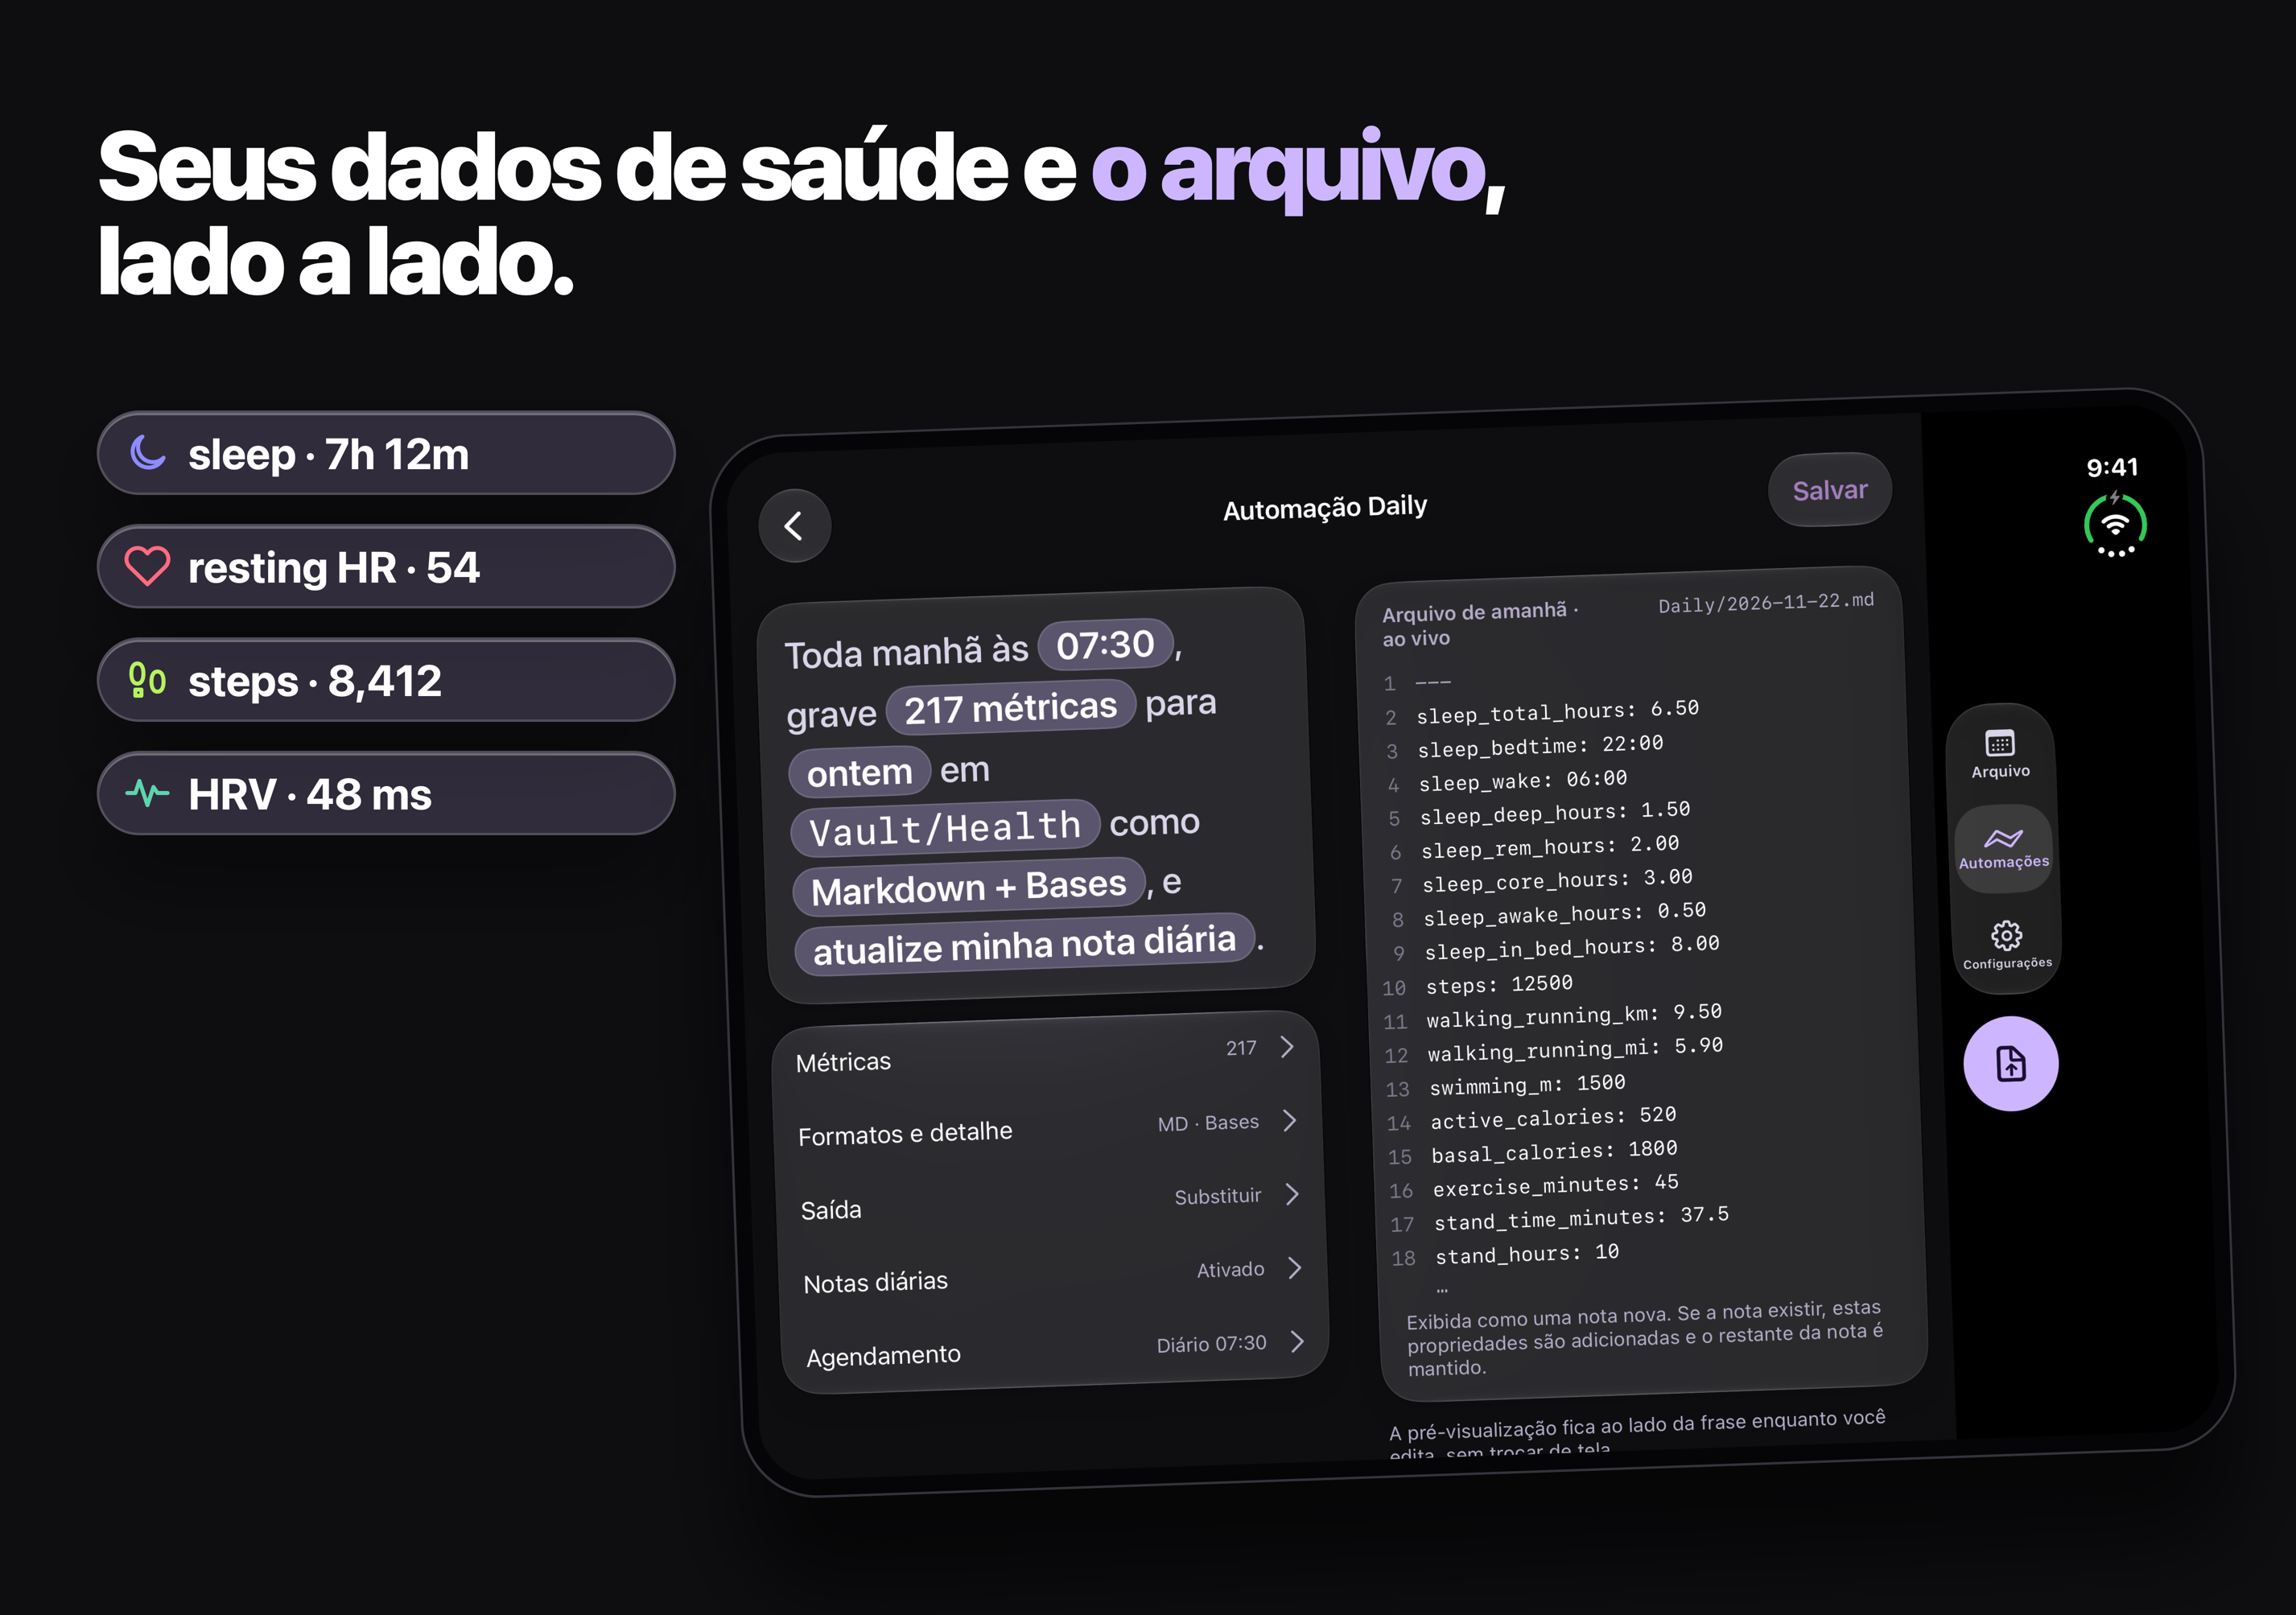 Seus dados de saúde e o arquivo,
lado a lado.
sleep · 7h 12m
resting HR · 54
steps · 8,412
HRV · 48 ms
Automação Daily
Salvar
Toda manhã às 07:30,
grave 217 métricas para
ontem em
Vault/Health como
Markdown + Bases, e
atualize minha nota diária.
Métricas 217
Formatos e detalhe MD · Bases
Saída Substituir
Notas diárias Ativado
Agendamento Diário 07:30
Arquivo de amanhã ·
ao vivo
Daily/2026-11-22.md
1 ---
2 sleep_total_hours: 6.50
3 sleep_bedtime: 22:00
4 sleep_wake: 06:00
5 sleep_deep_hours: 1.50
6 sleep_rem_hours: 2.00
7 sleep_core_hours: 3.00
8 sleep_awake_hours: 0.50
9 sleep_in_bed_hours: 8.00
10 steps: 12500
11 walking_running_km: 9.50
12 walking_running_mi: 5.90
13 swimming_m: 1500
14 active_calories: 520
15 basal_calories: 1800
16 exercise_minutes: 45
17 stand_time_minutes: 37.5
18 stand_hours: 10
…
Exibida como uma nota nova. Se a nota existir, estas
propriedades são adicionadas e o restante da nota é
mantido.
A pré-visualização fica ao lado da frase enquanto você
edita, sem trocar de tela
9:41
Arquivo
Automações
Configurações